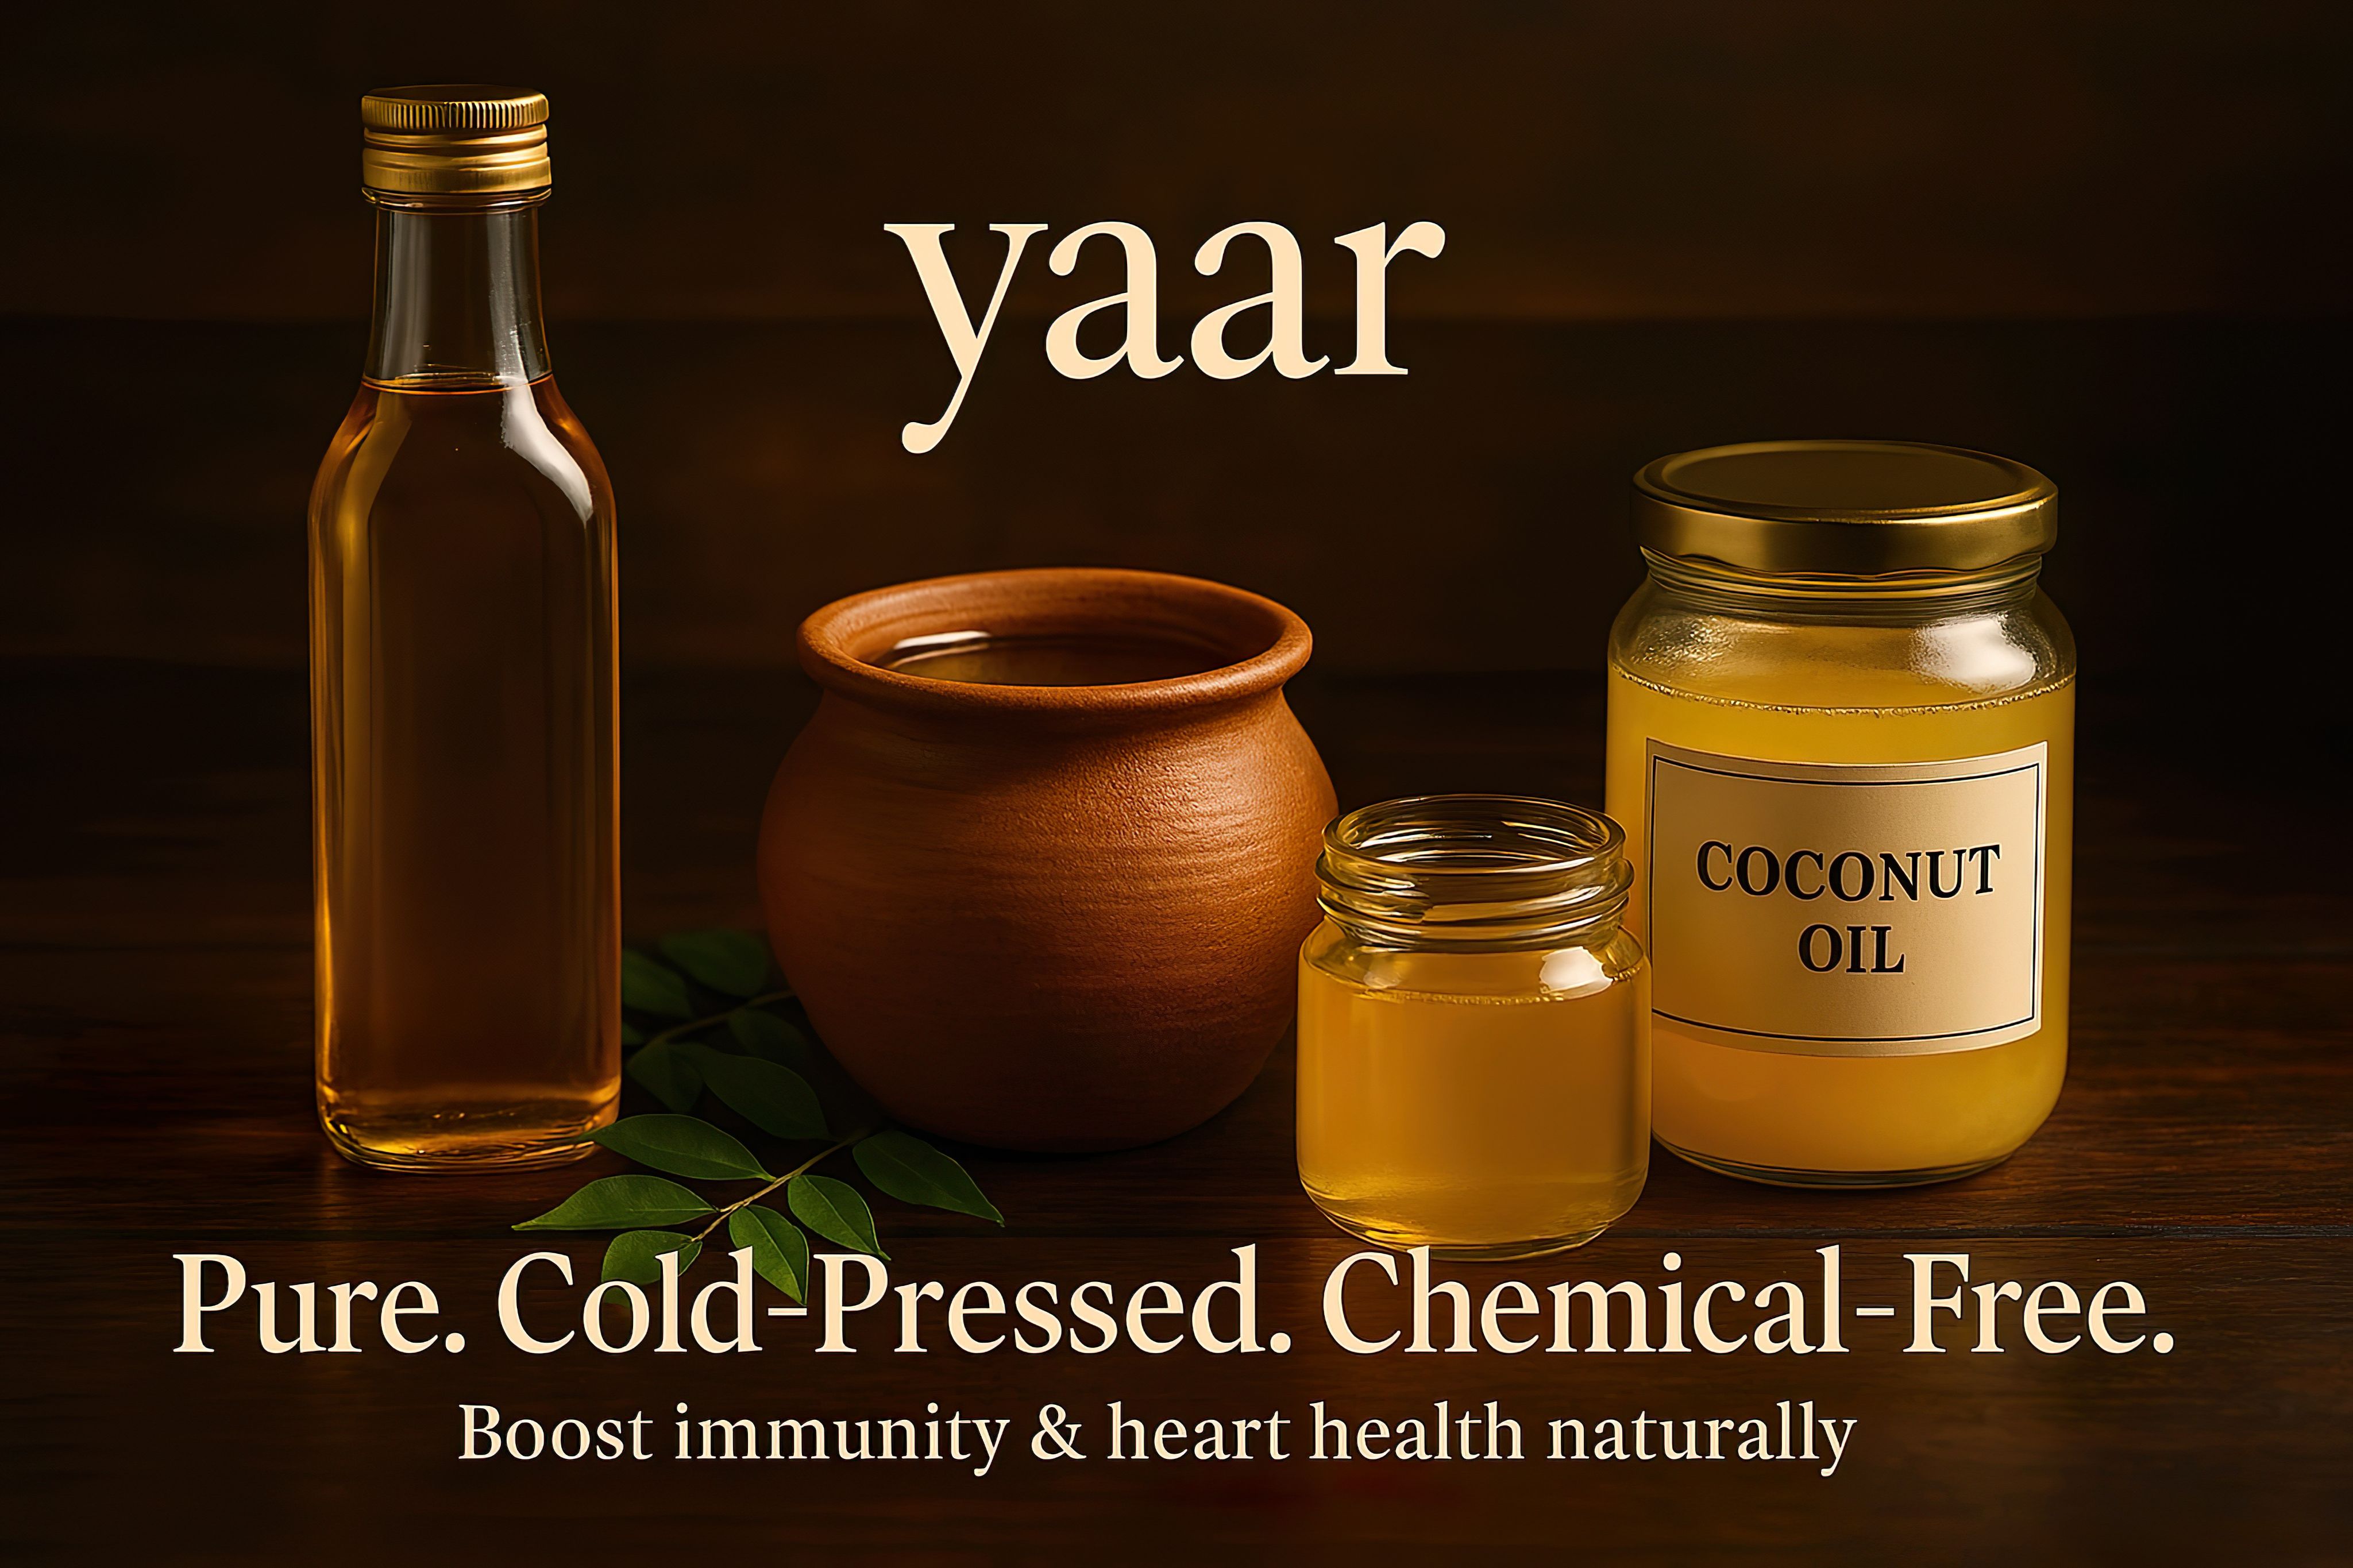 yaar
COCONUT
OIL
Pure. Cold-Pressed. Chemical-Free.
Boost immunity & heart health naturally